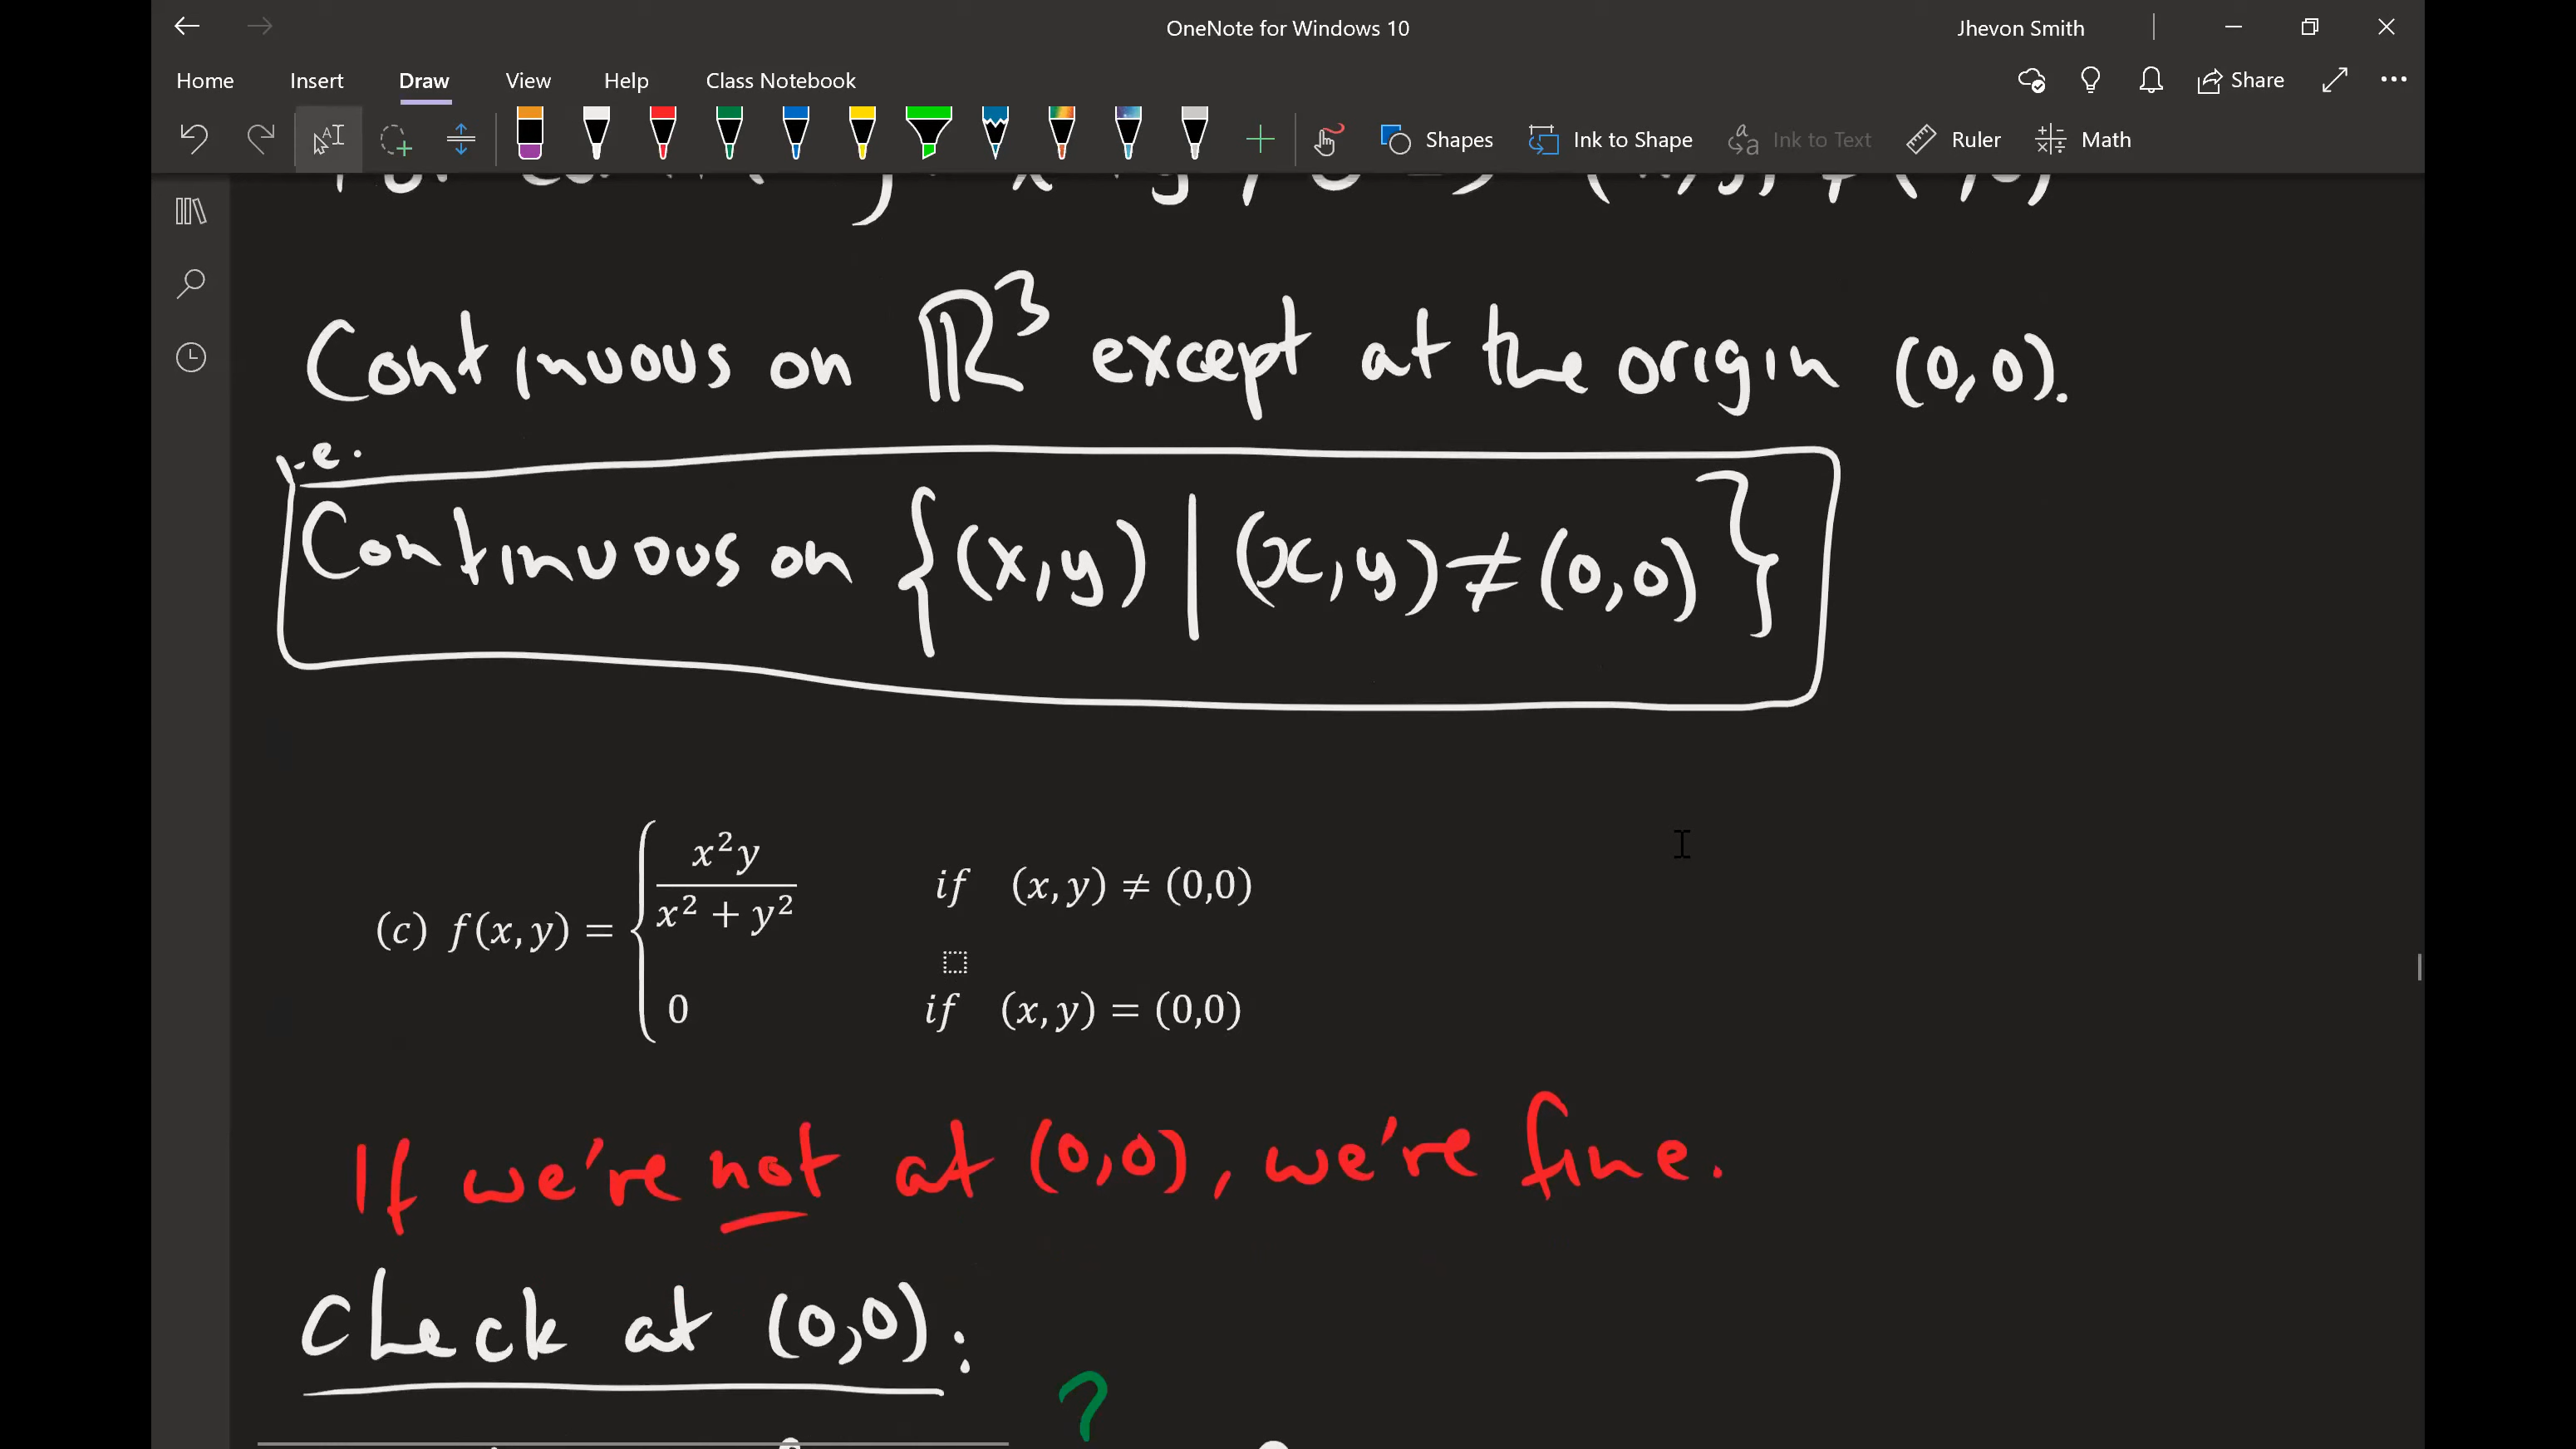 OneNote for Windows 10
Jhevon Smith
Home Insert Draw View Help Class Notebook
Share
Shapes Ink to Shape Ink to Text Ruler Math
Continuous on ℝ³ except at the origin (0,0).
i.e.
Continuous on {(x,y) | (x,y)≠(0,0)}
(c) f(x,y) = { x²y / x² + y² if (x,y) ≠ (0,0)
0 if (x,y) = (0,0)
If we're not at (0,0), we're fine.
Check at (0,0):
?